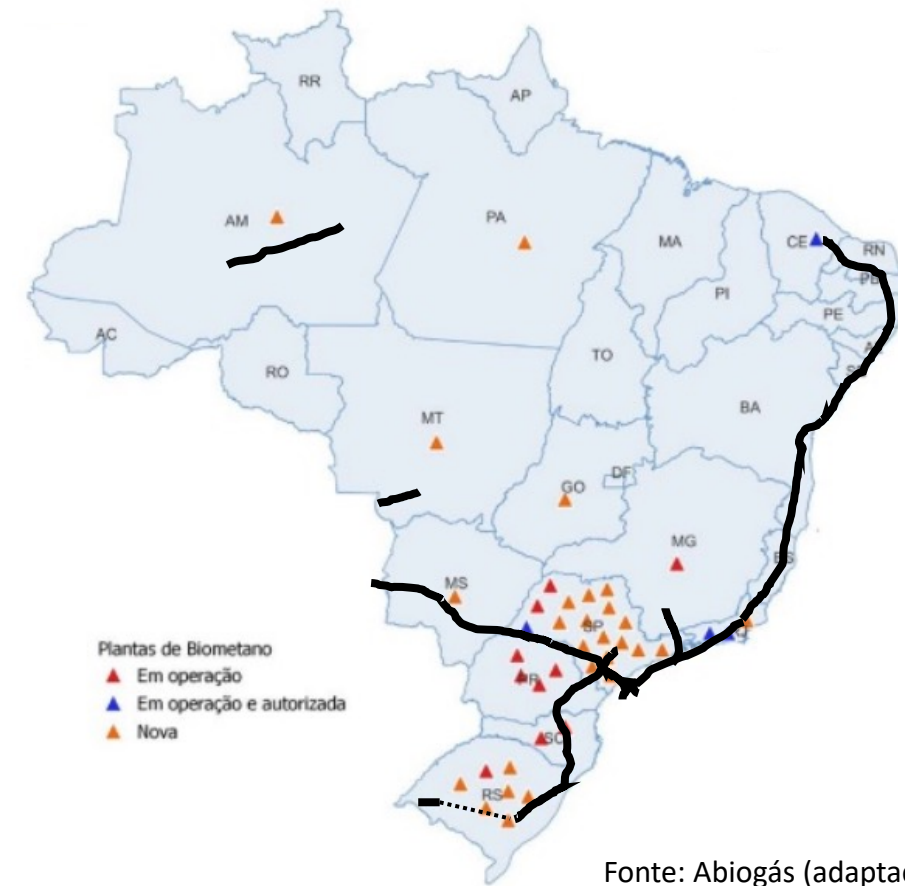 RR
AP
AM
PA
MA
CE
RN
PB
PI
PE
AC
TO
RO
BA
MT
DF
GO
MG
ES
MS
SP
PR
SC
RS
Plantas de Biometano
Em operação
Em operação e autorizada
Nova
Fonte: Abiogás (adaptad